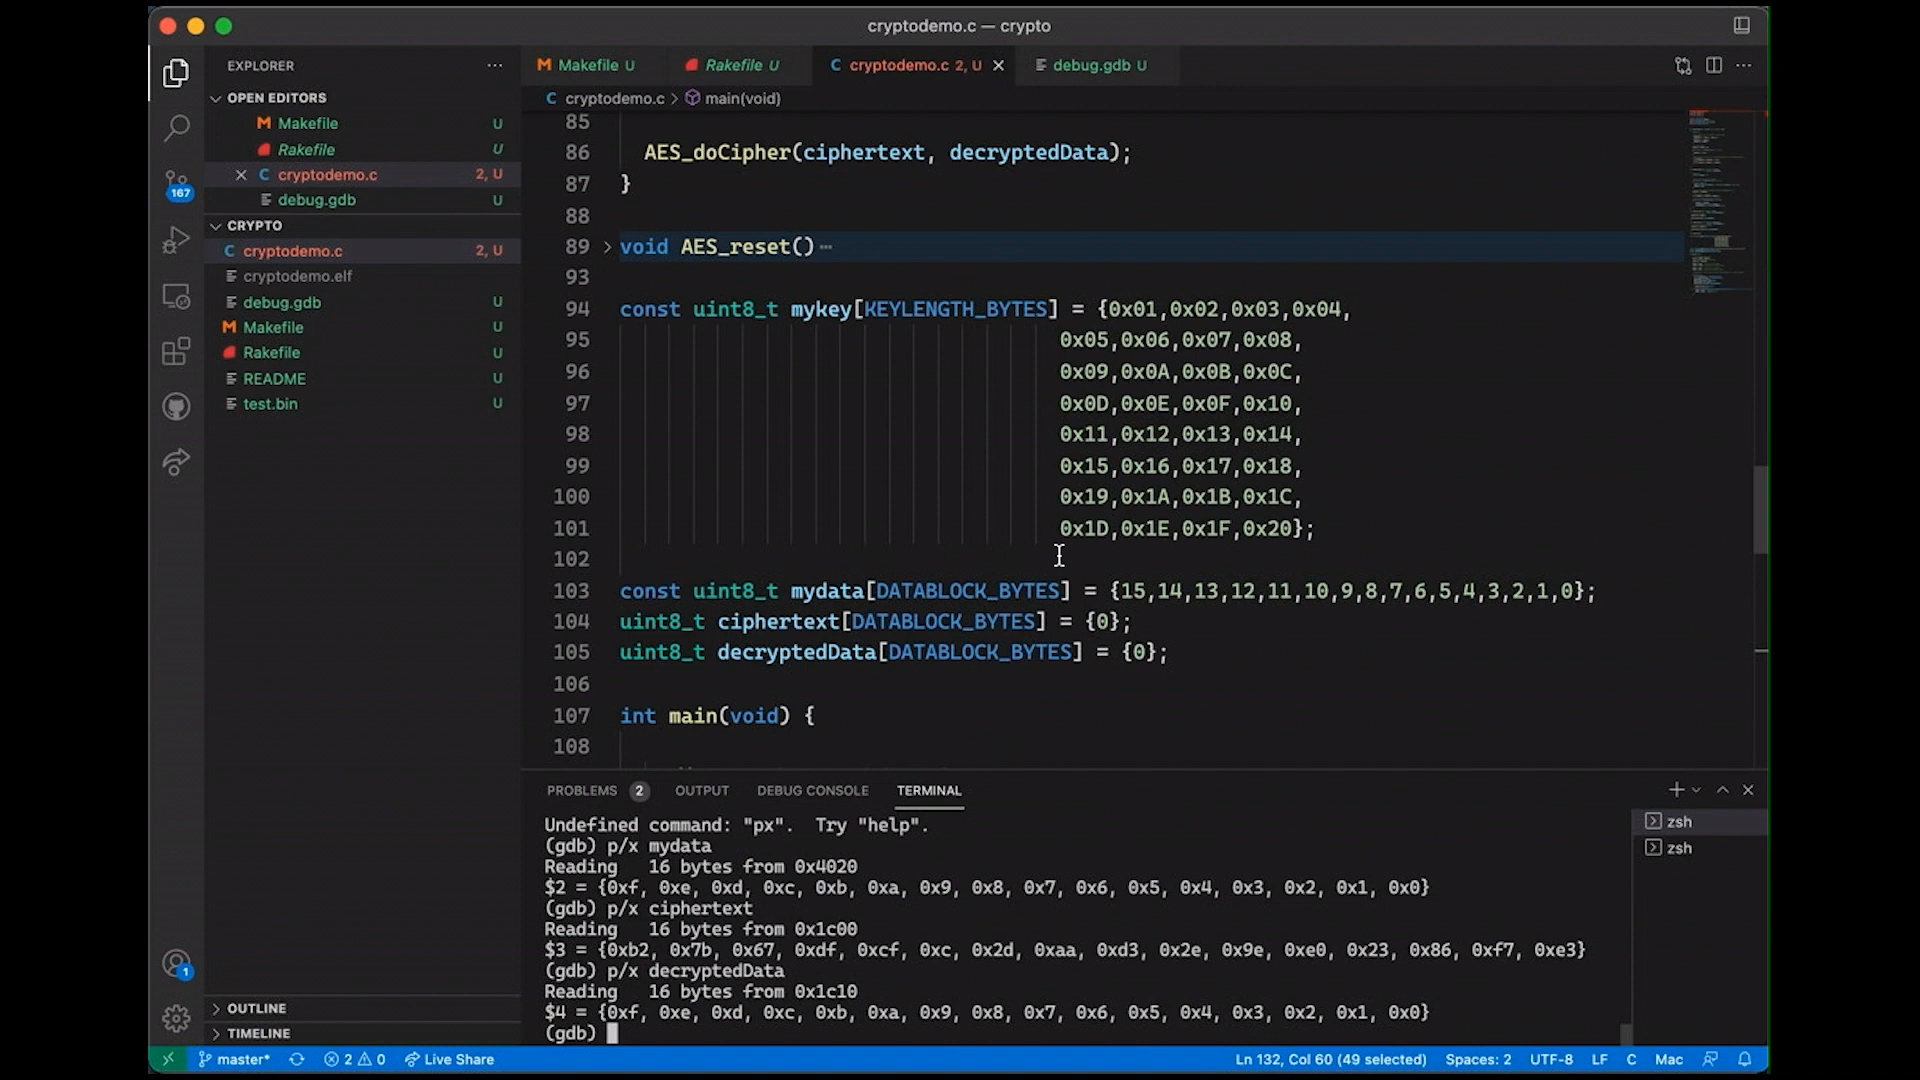 cryptodemo.c — crypto
EXPLORER
OPEN EDITORS
Makefile U
Rakefile U
cryptodemo.c 2, U
debug.gdb U
CRYPTO
cryptodemo.c 2, U
cryptodemo.elf
debug.gdb U
Makefile U
Rakefile U
README U
test.bin U
OUTLINE
TIMELINE
167
1
Makefile U Rakefile U cryptodemo.c 2, U debug.gdb U
cryptodemo.c > main(void)
85
86 AES_doCipher(ciphertext, decryptedData);
87 }
88
89 void AES_reset() ⋯
93
94 const uint8_t mykey[KEYLENGTH_BYTES] = {0x01,0x02,0x03,0x04,
95 0x05,0x06,0x07,0x08,
96 0x09,0x0A,0x0B,0x0C,
97 0x0D,0x0E,0x0F,0x10,
98 0x11,0x12,0x13,0x14,
99 0x15,0x16,0x17,0x18,
100 0x19,0x1A,0x1B,0x1C,
101 0x1D,0x1E,0x1F,0x20};
102
103 const uint8_t mydata[DATABLOCK_BYTES] = {15,14,13,12,11,10,9,8,7,6,5,4,3,2,1,0};
104 uint8_t ciphertext[DATABLOCK_BYTES] = {0};
105 uint8_t decryptedData[DATABLOCK_BYTES] = {0};
106
107 int main(void) {
108
PROBLEMS 2 OUTPUT DEBUG CONSOLE TERMINAL
Undefined command: "px". Try "help".
(gdb) p/x mydata
Reading 16 bytes from 0x4020
$2 = {0xf, 0xe, 0xd, 0xc, 0xb, 0xa, 0x9, 0x8, 0x7, 0x6, 0x5, 0x4, 0x3, 0x2, 0x1, 0x0}
(gdb) p/x ciphertext
Reading 16 bytes from 0x1c00
$3 = {0xb2, 0x7b, 0x67, 0xdf, 0xcf, 0xc, 0x2d, 0xaa, 0xd3, 0x2e, 0x9e, 0xe0, 0x23, 0x86, 0xf7, 0xe3}
(gdb) p/x decryptedData
Reading 16 bytes from 0x1c10
$4 = {0xf, 0xe, 0xd, 0xc, 0xb, 0xa, 0x9, 0x8, 0x7, 0x6, 0x5, 0x4, 0x3, 0x2, 0x1, 0x0}
(gdb)
zsh
zsh
master* 2 0 Live Share Ln 132, Col 60 (49 selected) Spaces: 2 UTF-8 LF C Mac